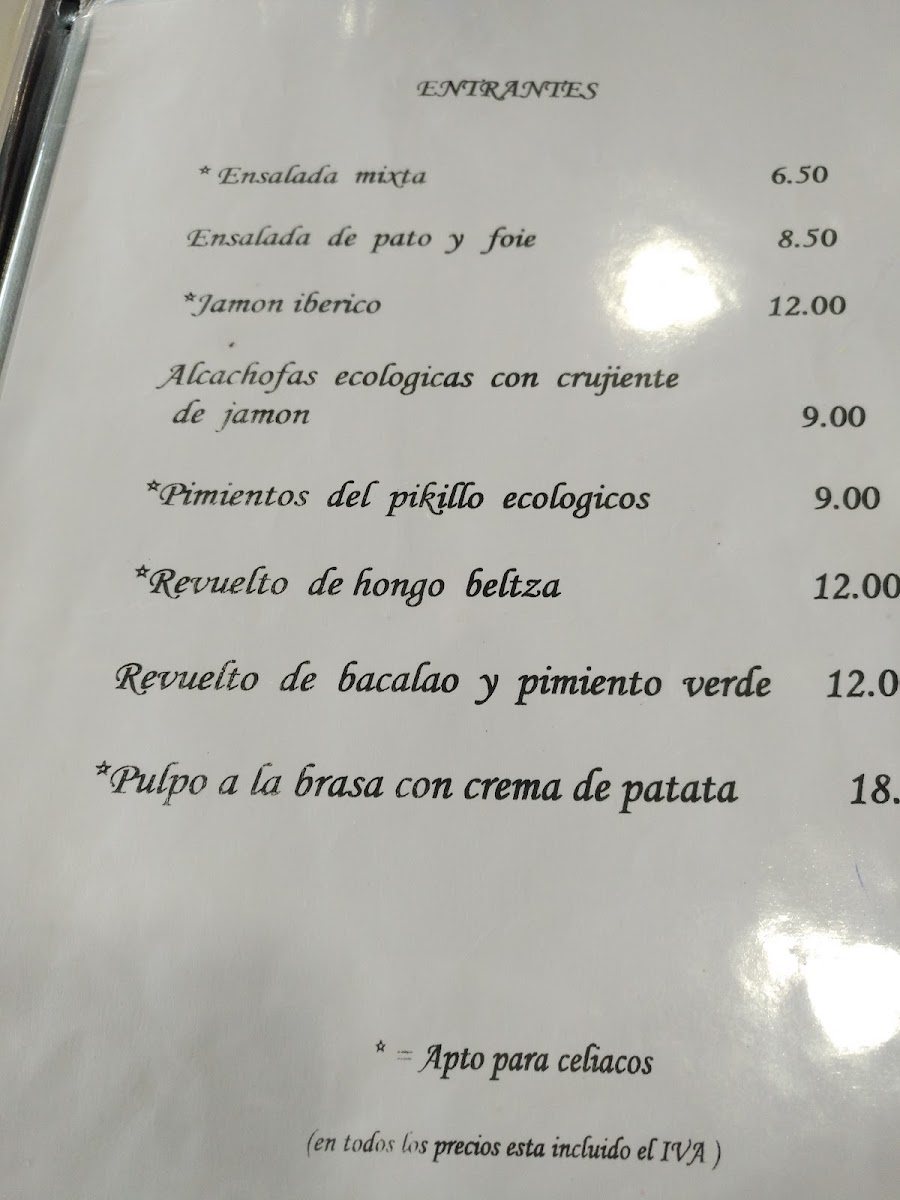 ENTRANTES
* Ensalada mixta 6.50
Ensalada de pato y foie 8.50
*Jamon iberico 12.00
Alcachofas ecologicas con crujiente
de jamon 9.00
*Pimientos del pikillo ecologicos 9.00
*Revuelto de hongo beltza 12.00
Revuelto de bacalao y pimiento verde 12.0
*Pulpo a la brasa con crema de patata 18.
* = Apto para celiacos
(en todos los precios esta incluido el IVA )